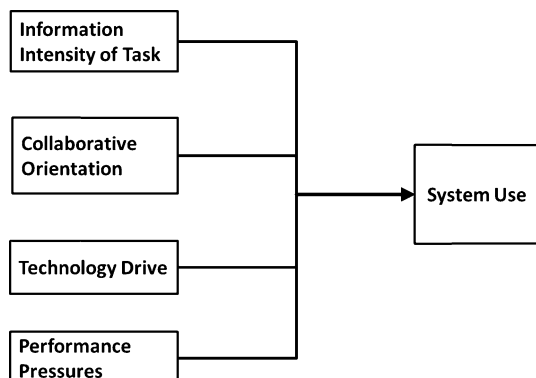 Information
Intensity of Task
Collaborative
Orientation
System Use
Technology Drive
Performance
Pressures